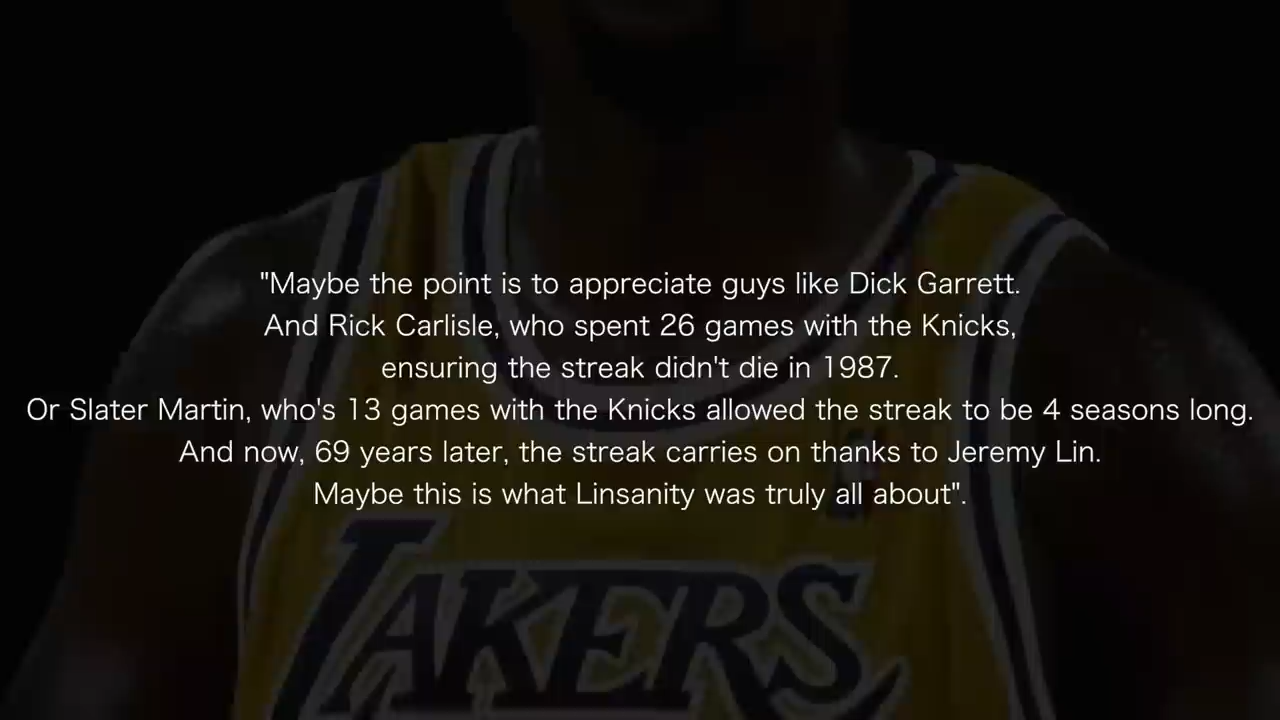 "Maybe the point is to appreciate guys like Dick Garrett.
And Rick Carlisle, who spent 26 games with the Knicks,
ensuring the streak didn't die in 1987.
Or Slater Martin, who's 13 games with the Knicks allowed the streak to be 4 seasons long.
And now, 69 years later, the streak carries on thanks to Jeremy Lin.
Maybe this is what Linsanity was truly all about".
LAKERS